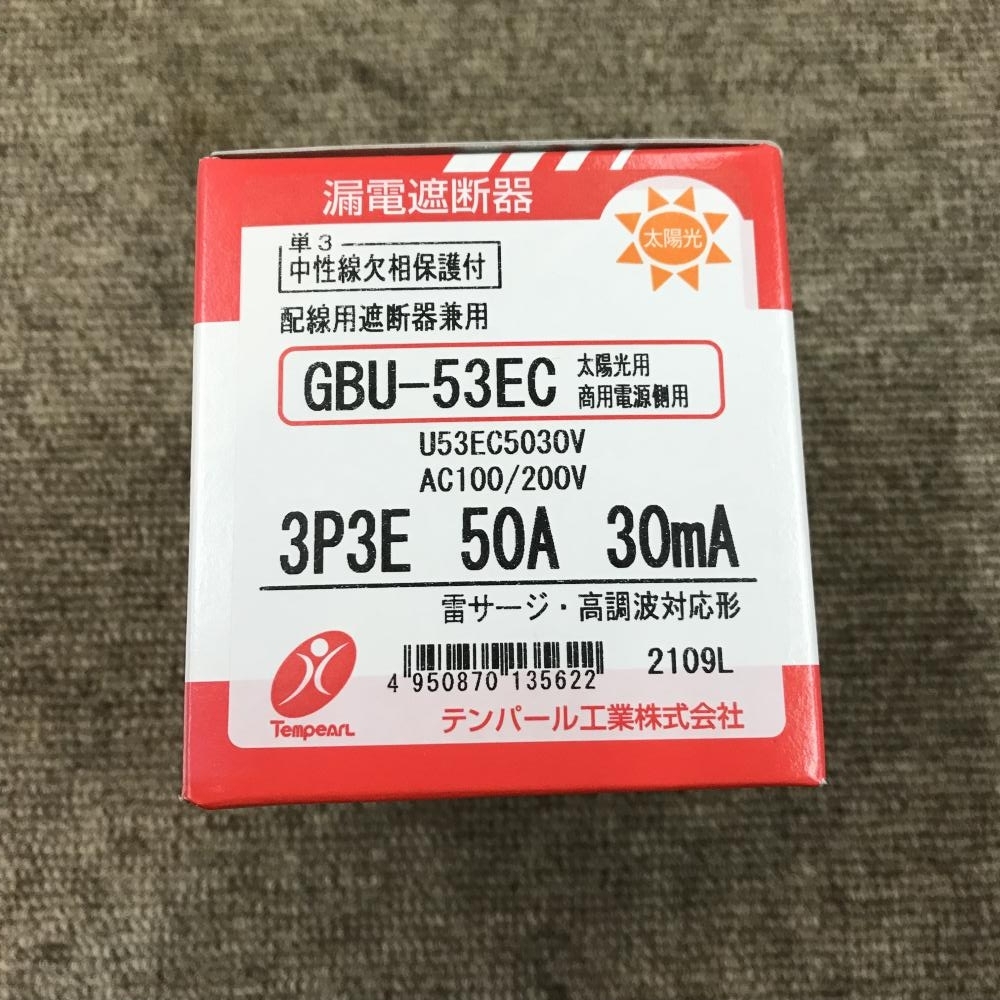 漏電遮断器
太陽光
単3
中性線欠相保護付
配線用遮断器兼用
GBU-53EC
太陽光用
商用電源側用
U53EC5030V
AC100/200V
3P3E 50A 30mA
雷サージ・高調波対応形
4 950870 135622
2109L
Tempearl
テンパール工業株式会社